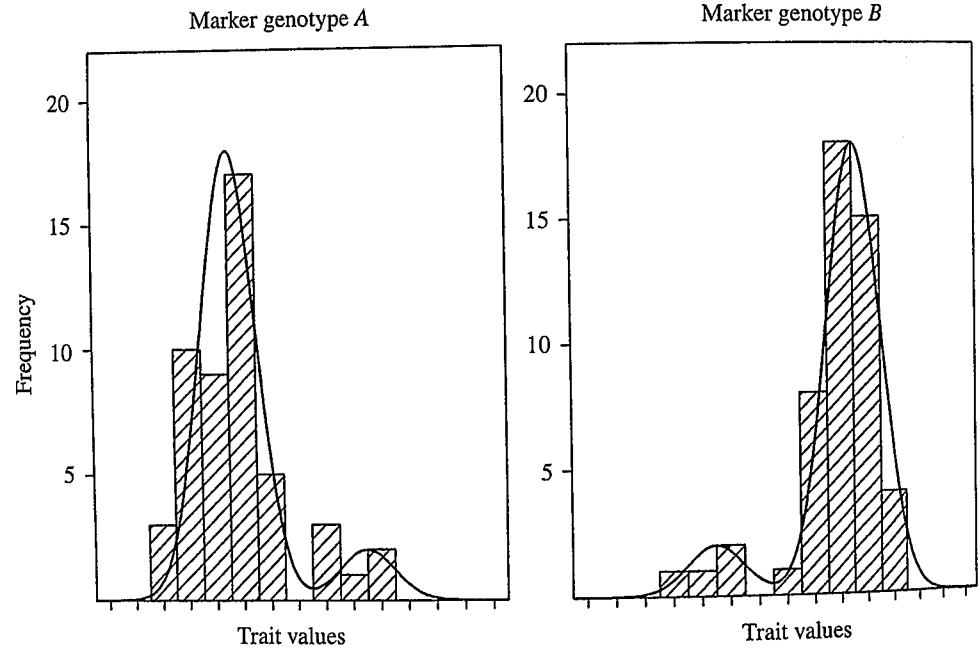 Marker genotype A
Marker genotype B
Frequency
20
15
10
5
20
15
10
5
Trait values
Trait values